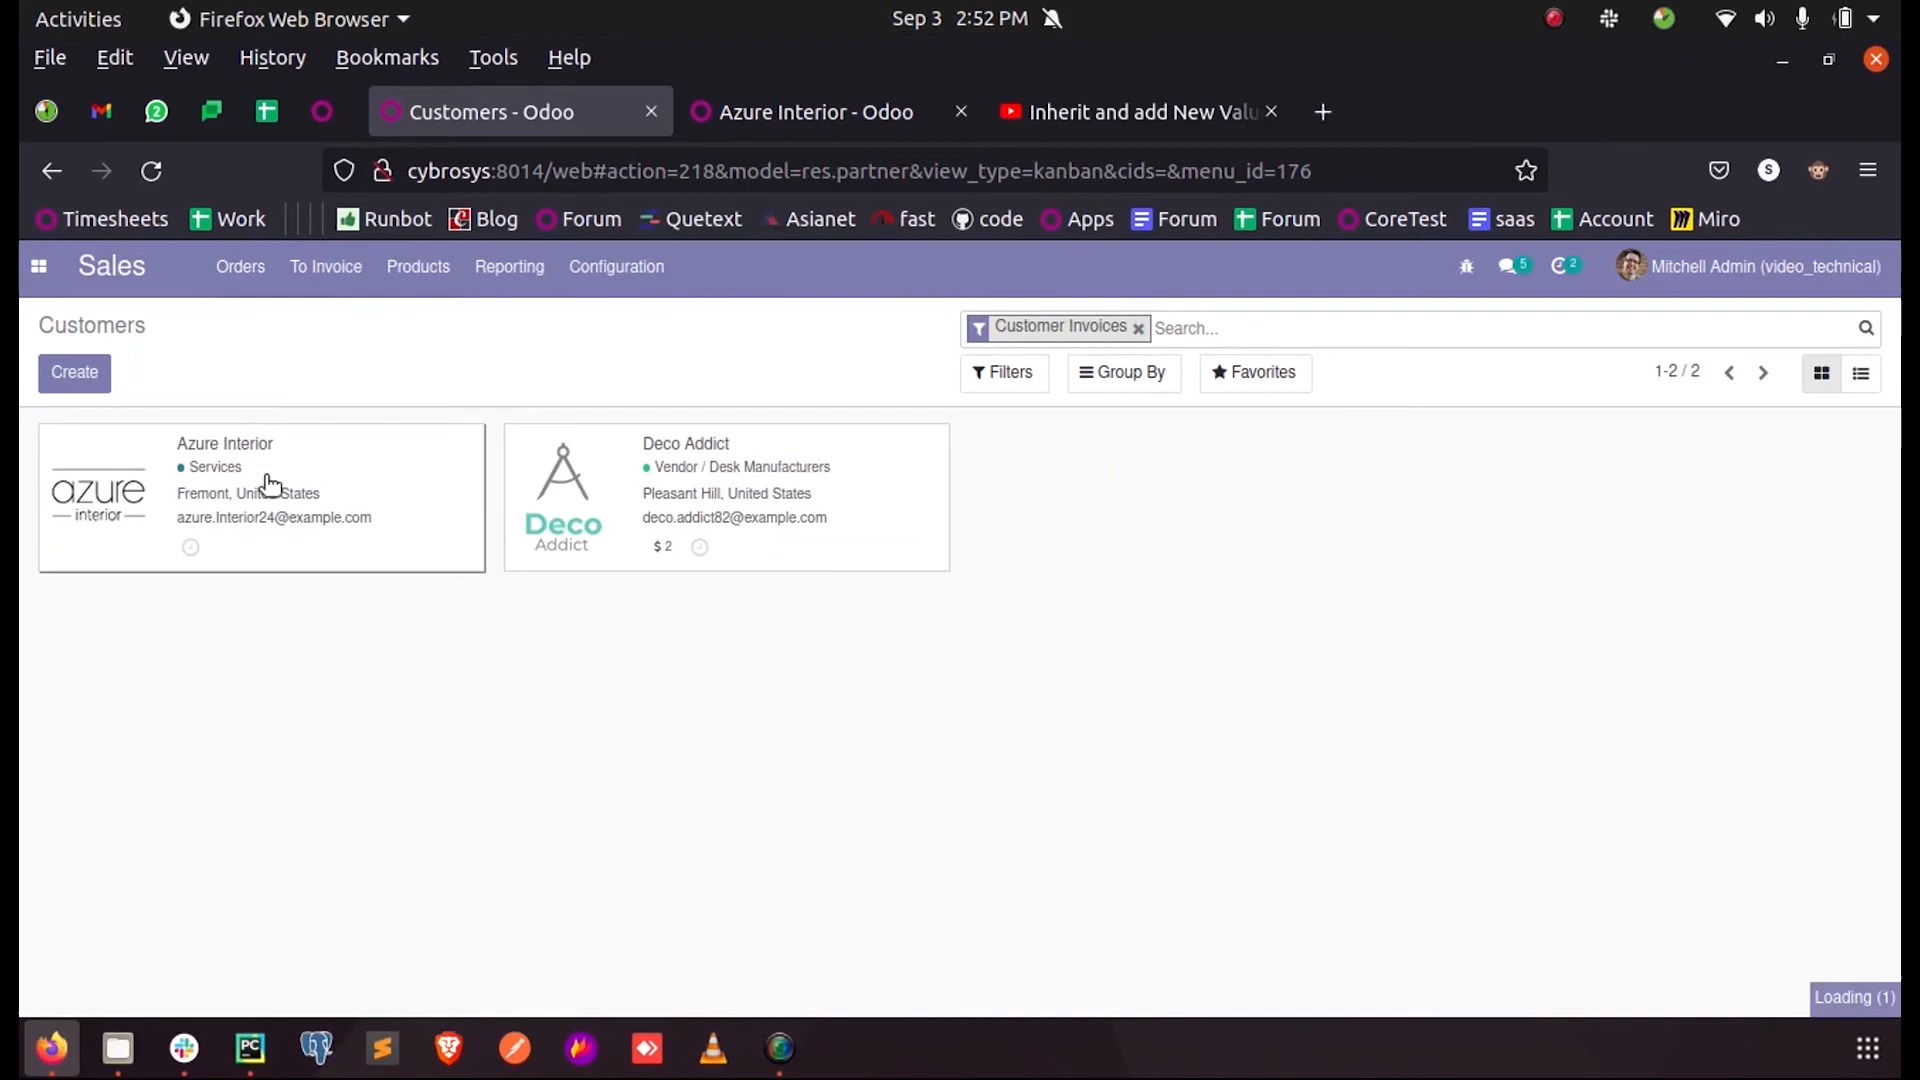 Activities Firefox Web Browser Sep 3 2:52 PM
File Edit View History Bookmarks Tools Help
Customers - Odoo Azure Interior - Odoo Inherit and add New Valu
cybrosys:8014/web#action=218&model=res.partner&view_type=kanban&cids=&menu_id=176 S
Timesheets Work Runbot Blog Forum Quetext Asianet fast code Apps Forum Forum CoreTest saas Account Miro
Sales Orders To Invoice Products Reporting Configuration 5 2 Mitchell Admin (video_technical)
Customers Customer Invoices Search...
Create Filters Group By Favorites 1-2 / 2
Azure Interior
Services
Fremont, United States
azure.Interior24@example.com
azure
interior
Deco Addict
Vendor / Desk Manufacturers
Pleasant Hill, United States
deco.addict82@example.com
$ 2
Deco
Addict
Loading (1)
PC